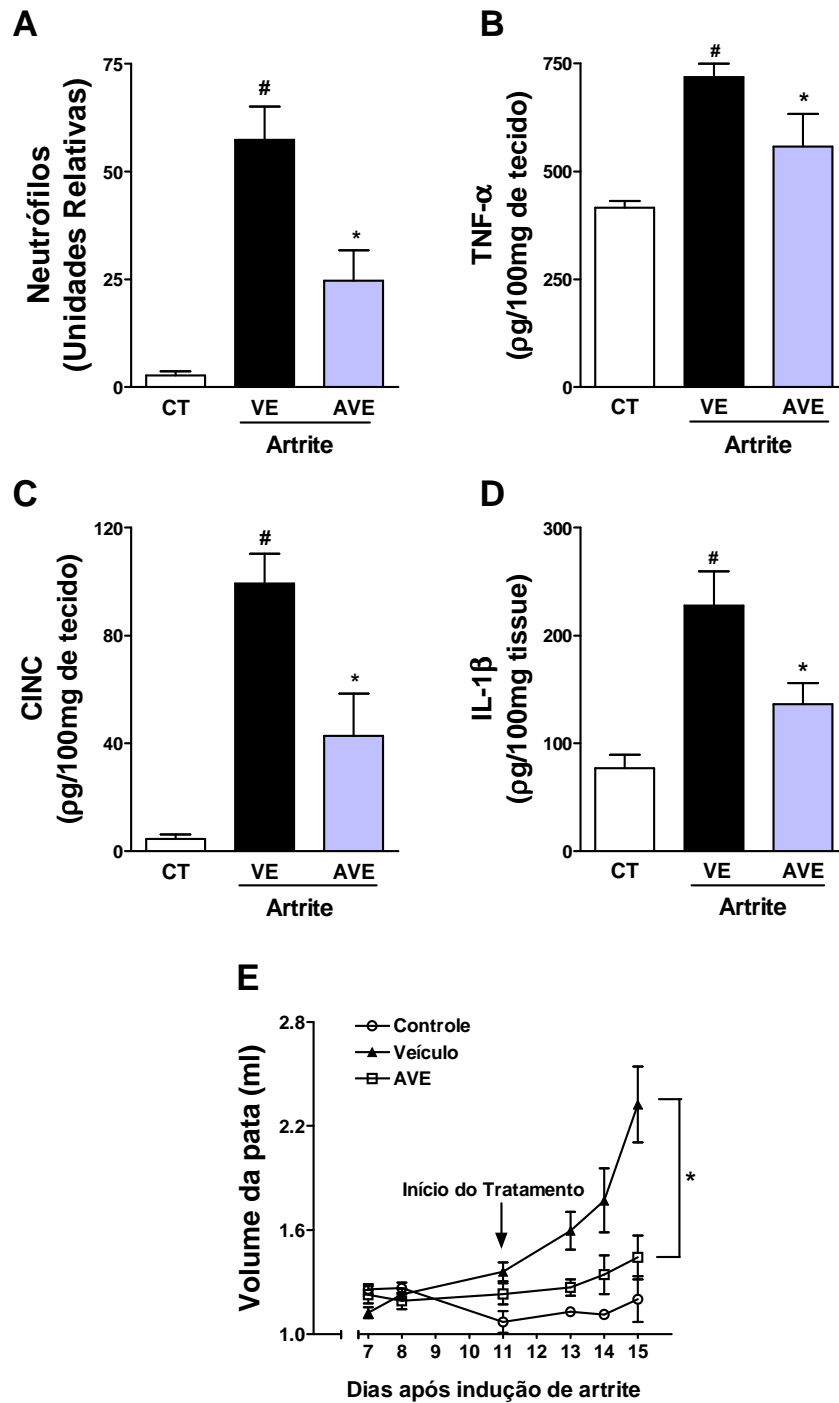 A
Neutrófilos
(Unidades Relativas)
75
50
25
0
#
*
CT VE AVE
Artrite
B
TNF-α
(ρg/100mg de tecido)
750
500
250
0
#
*
CT VE AVE
Artrite
C
CINC
(ρg/100mg de tecido)
120
80
40
0
#
*
CT VE AVE
Artrite
D
IL-1β
(ρg/100mg tissue)
300
200
100
0
#
*
CT VE AVE
Artrite
E
Volume da pata (ml)
2.8
2.2
1.6
1.0
Controle
Veículo
AVE
Início do Tratamento
*
7 8 9 10 11 12 13 14 15
Dias após indução de artrite